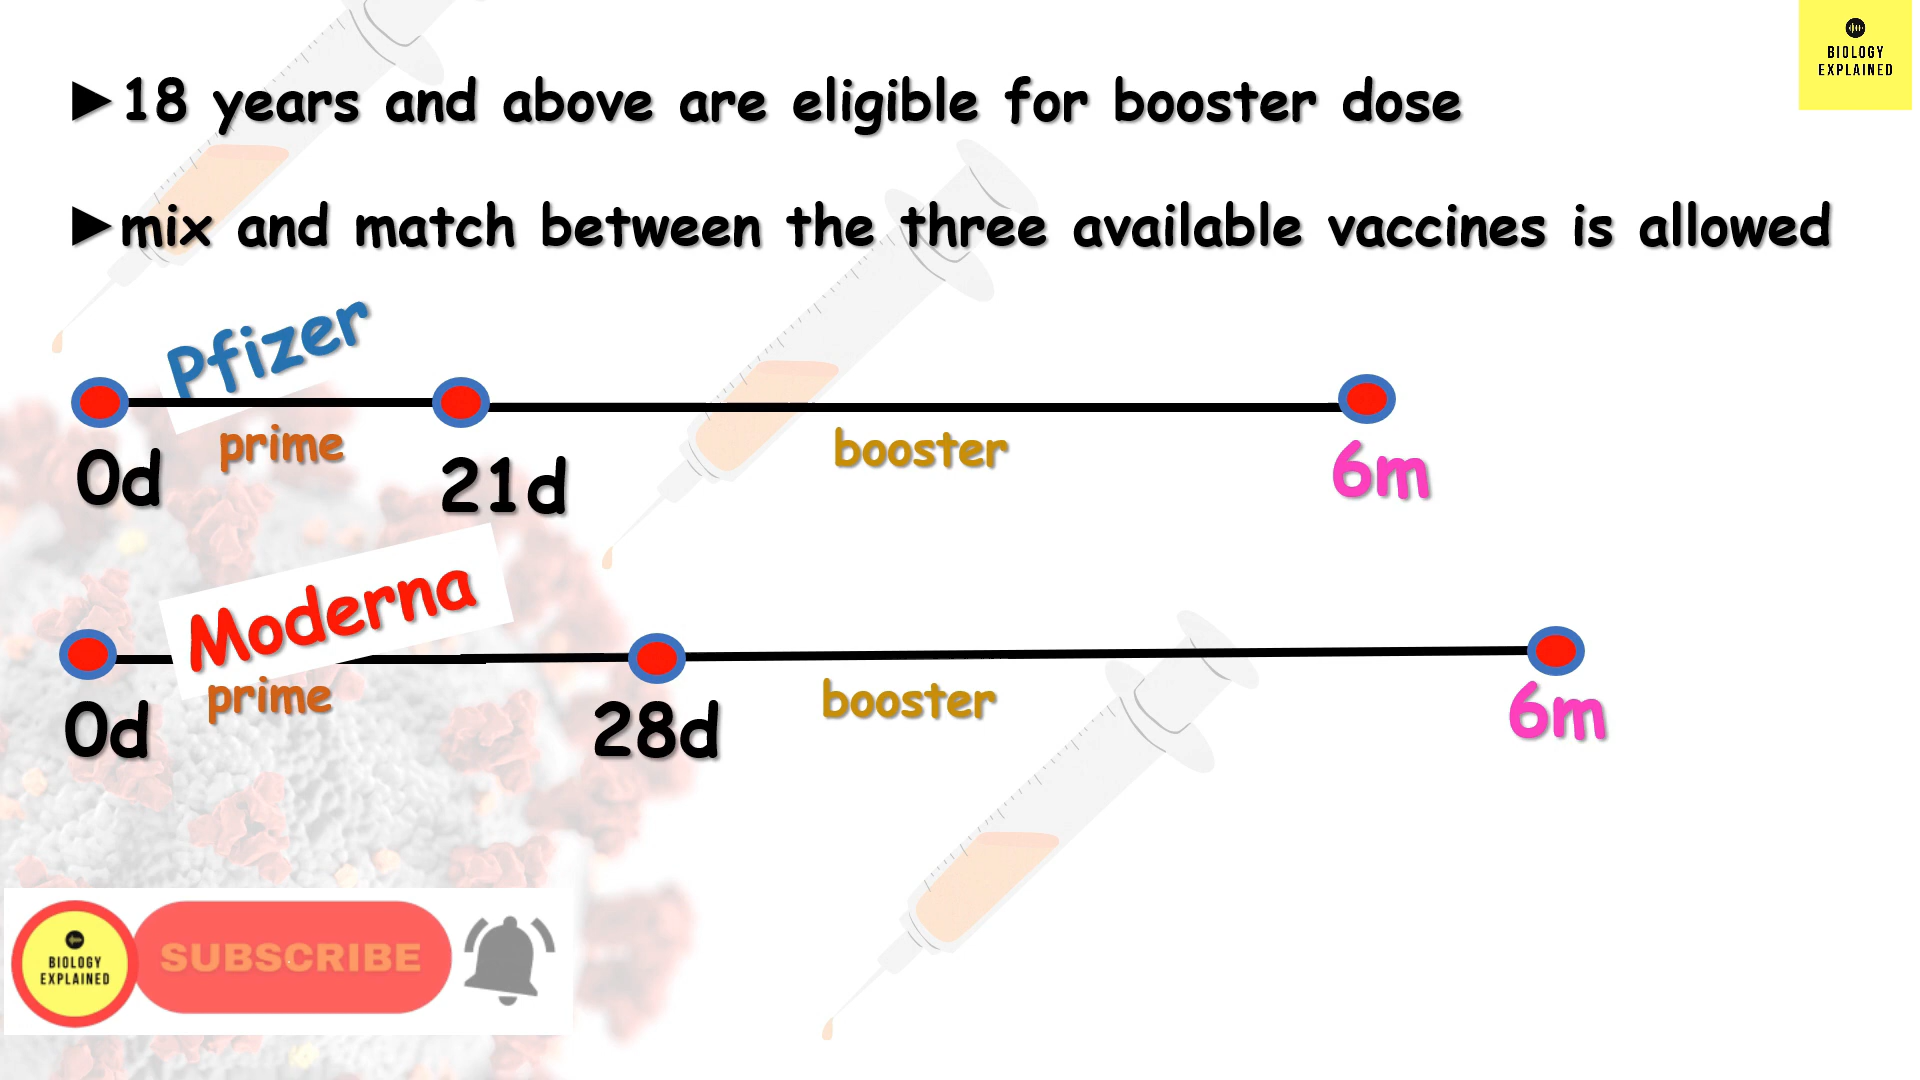 ►18 years and above are eligible for booster dose
►mix and match between the three available vaccines is allowed
BIOLOGY
EXPLAINED
Pfizer
prime
booster
0d
21d
6m
Moderna
prime
booster
0d
28d
6m
BIOLOGY
EXPLAINED
SUBSCRIBE